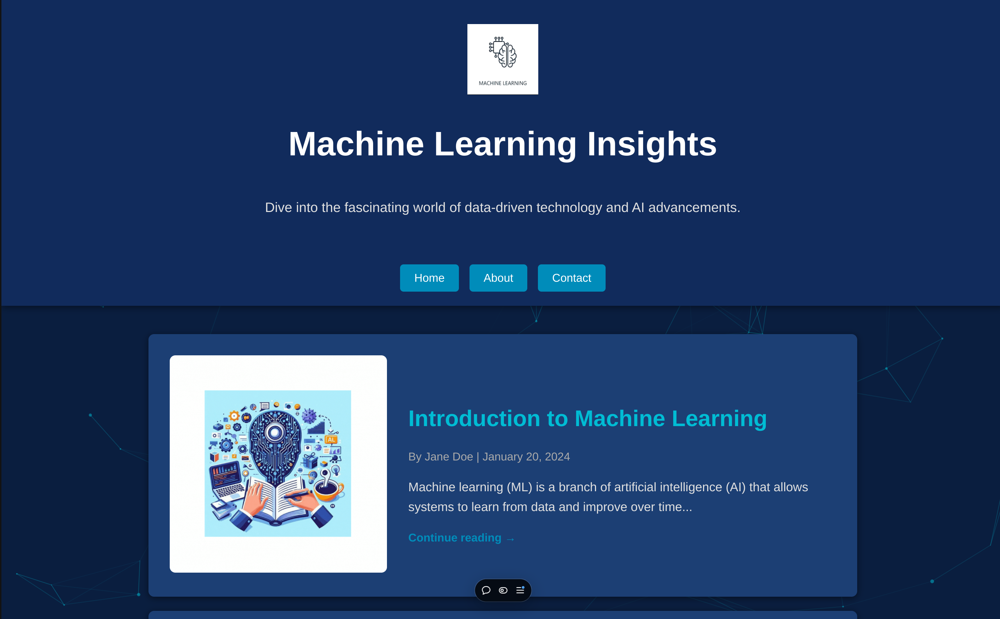 MACHINE LEARNING
Machine Learning Insights
Dive into the fascinating world of data-driven technology and AI advancements.
Home
About
Contact
AL
Introduction to Machine Learning
By Jane Doe | January 20, 2024
Machine learning (ML) is a branch of artificial intelligence (AI) that allows
systems to learn from data and improve over time...
Continue reading →